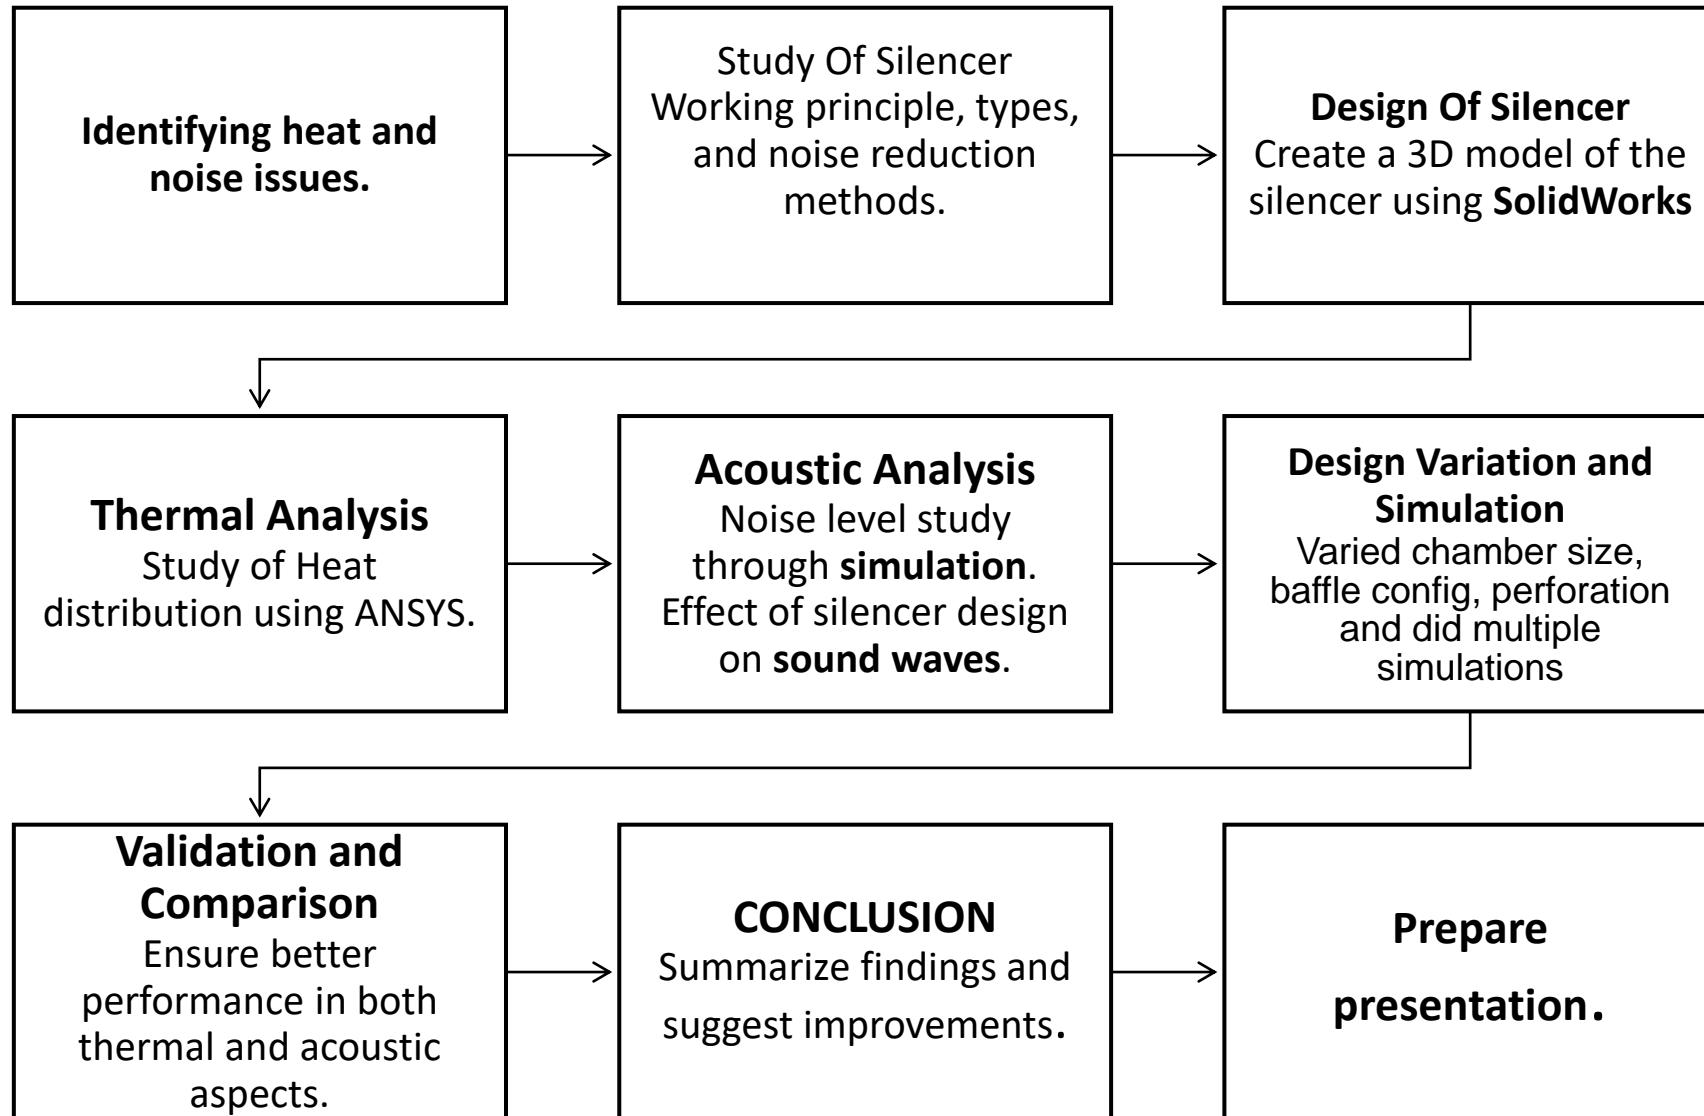 Identifying heat and
noise issues.
Study Of Silencer
Working principle, types,
and noise reduction
methods.
Design Of Silencer
Create a 3D model of the
silencer using SolidWorks
Thermal Analysis
Study of Heat
distribution using ANSYS.
Acoustic Analysis
Noise level study
through simulation.
Effect of silencer design
on sound waves.
Design Variation and
Simulation
Varied chamber size,
baffle config, perforation
and did multiple
simulations
Validation and
Comparison
Ensure better
performance in both
thermal and acoustic
aspects.
CONCLUSION
Summarize findings and
suggest improvements.
Prepare
presentation.